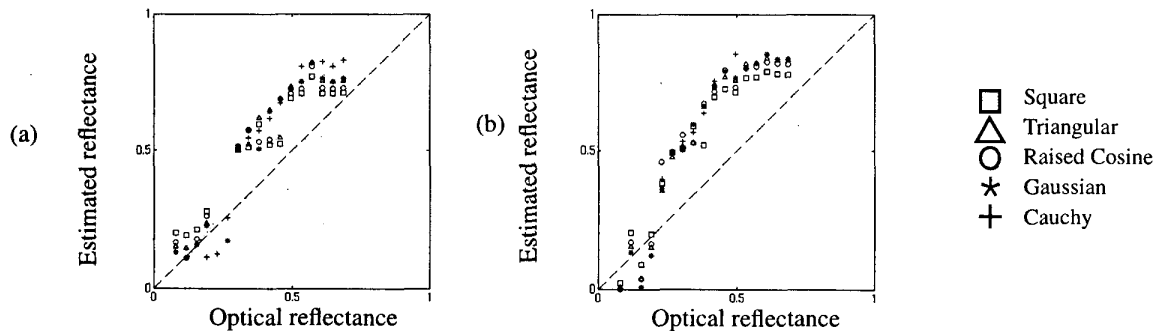 (a)
Estimated reflectance
1
0.5
0
0
0.5
1
Optical reflectance
(b)
Estimated reflectance
1
0.5
0
0
0.5
1
Optical reflectance
Square
Triangular
Raised Cosine
Gaussian
Cauchy